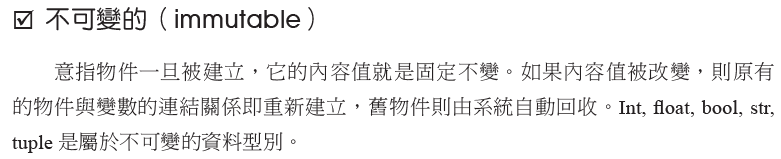 ☑ 不可變的（immutable）
意指物件一旦被建立，它的內容值就是固定不變。如果內容值被改變，則原有
的物件與變數的連結關係即重新建立，舊物件則由系統自動回收。Int, float, bool, str,
tuple 是屬於不可變的資料型別。